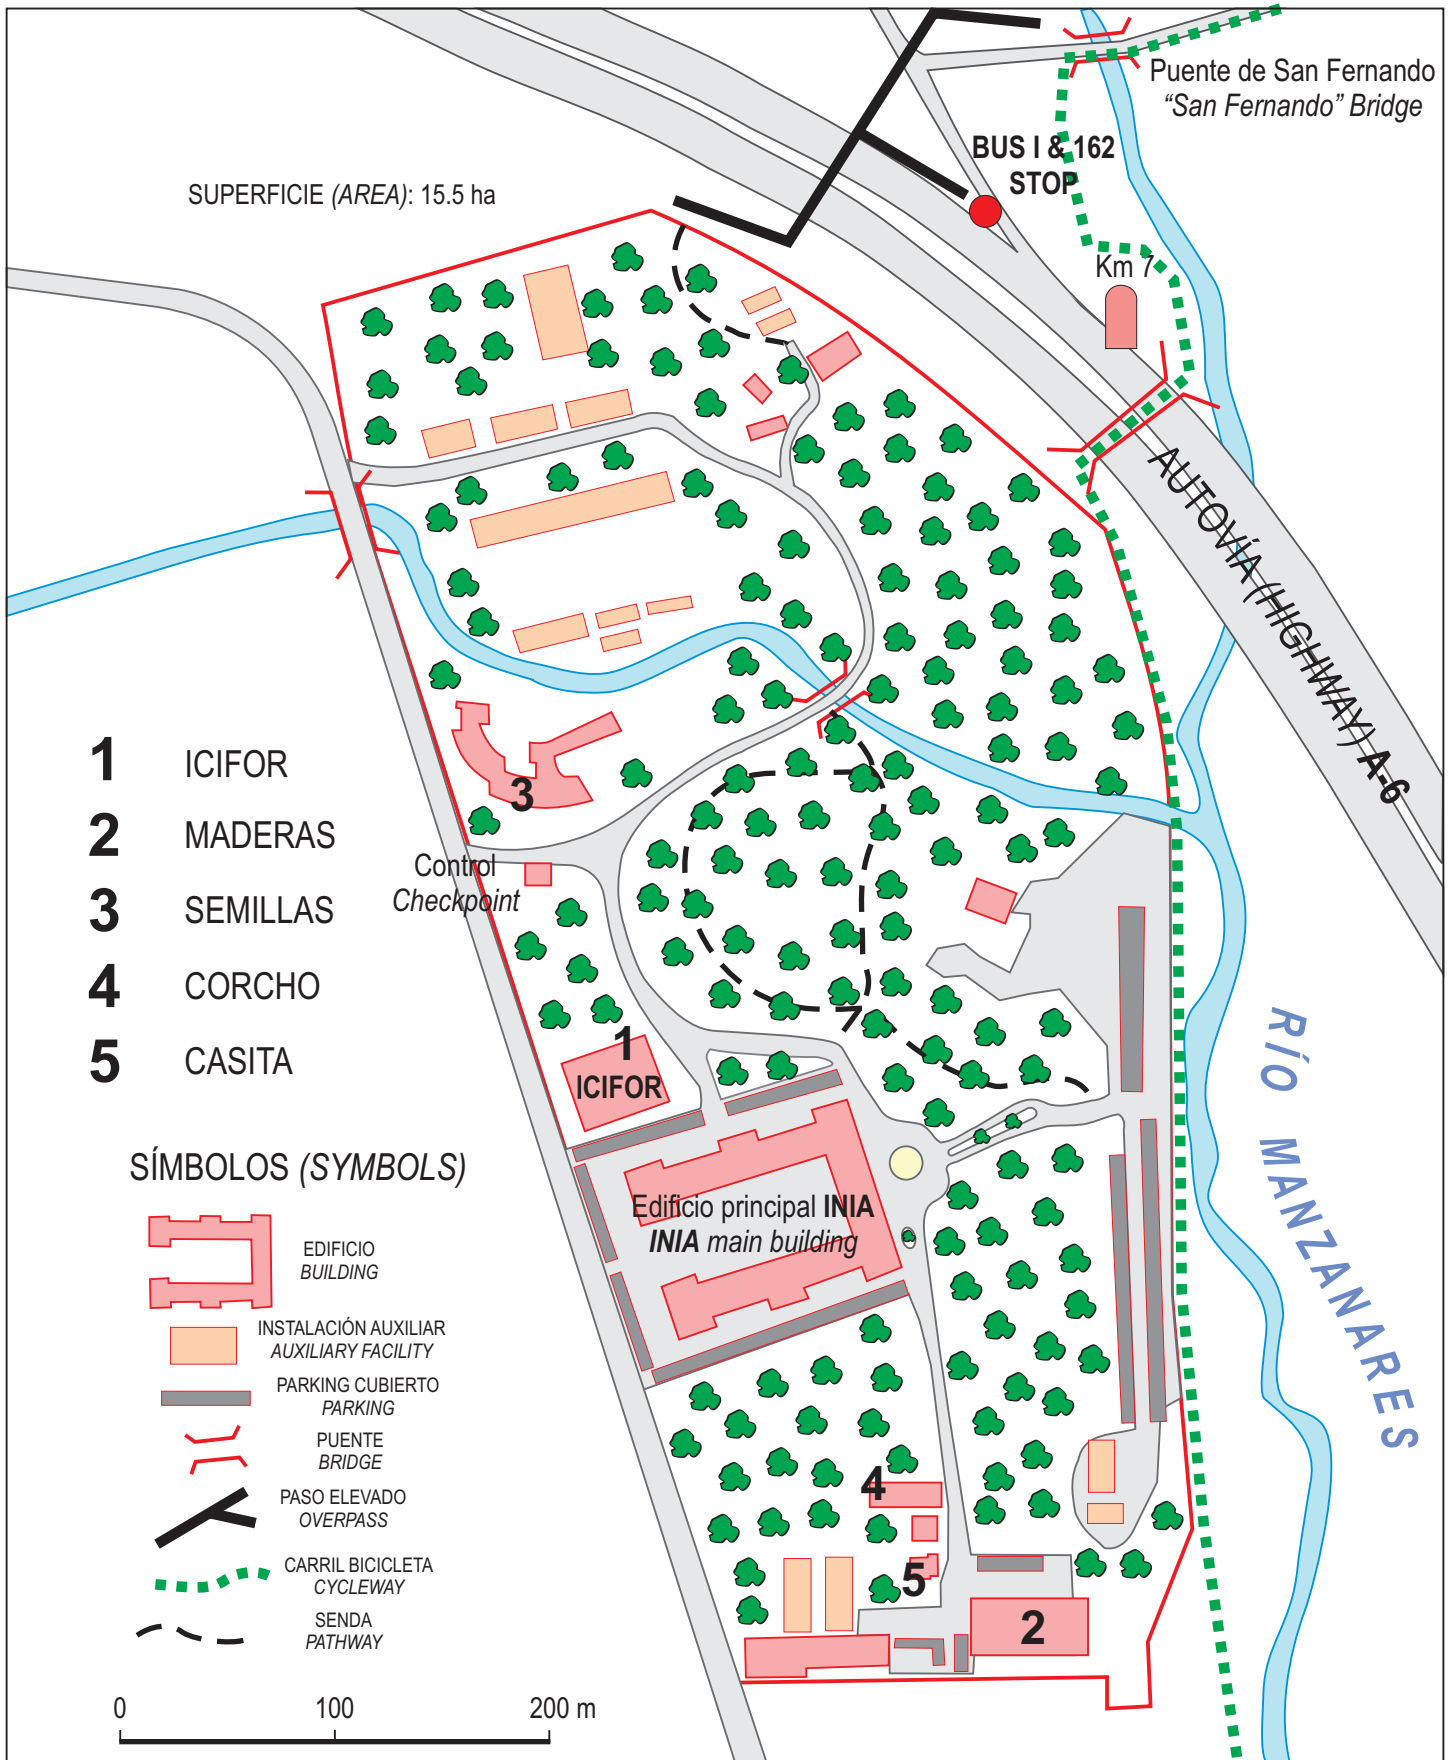 Puente de San Fernando
“San Fernando” Bridge
BUS I & 162
STOP
SUPERFICIE (AREA): 15.5 ha
Km 7
AUTOVÍA (HIGHWAY) A-6
1 ICIFOR
2 MADERAS
3 SEMILLAS
4 CORCHO
5 CASITA
3
Control
Checkpoint
1
ICIFOR
RÍO MANZANARES
Edificio principal INIA
INIA main building
4
5
2
SÍMBOLOS (SYMBOLS)
EDIFICIO
BUILDING
INSTALACIÓN AUXILIAR
AUXILIARY FACILITY
PARKING CUBIERTO
PARKING
PUENTE
BRIDGE
PASO ELEVADO
OVERPASS
CARRIL BICICLETA
CYCLEWAY
SENDA
PATHWAY
0 100 200 m